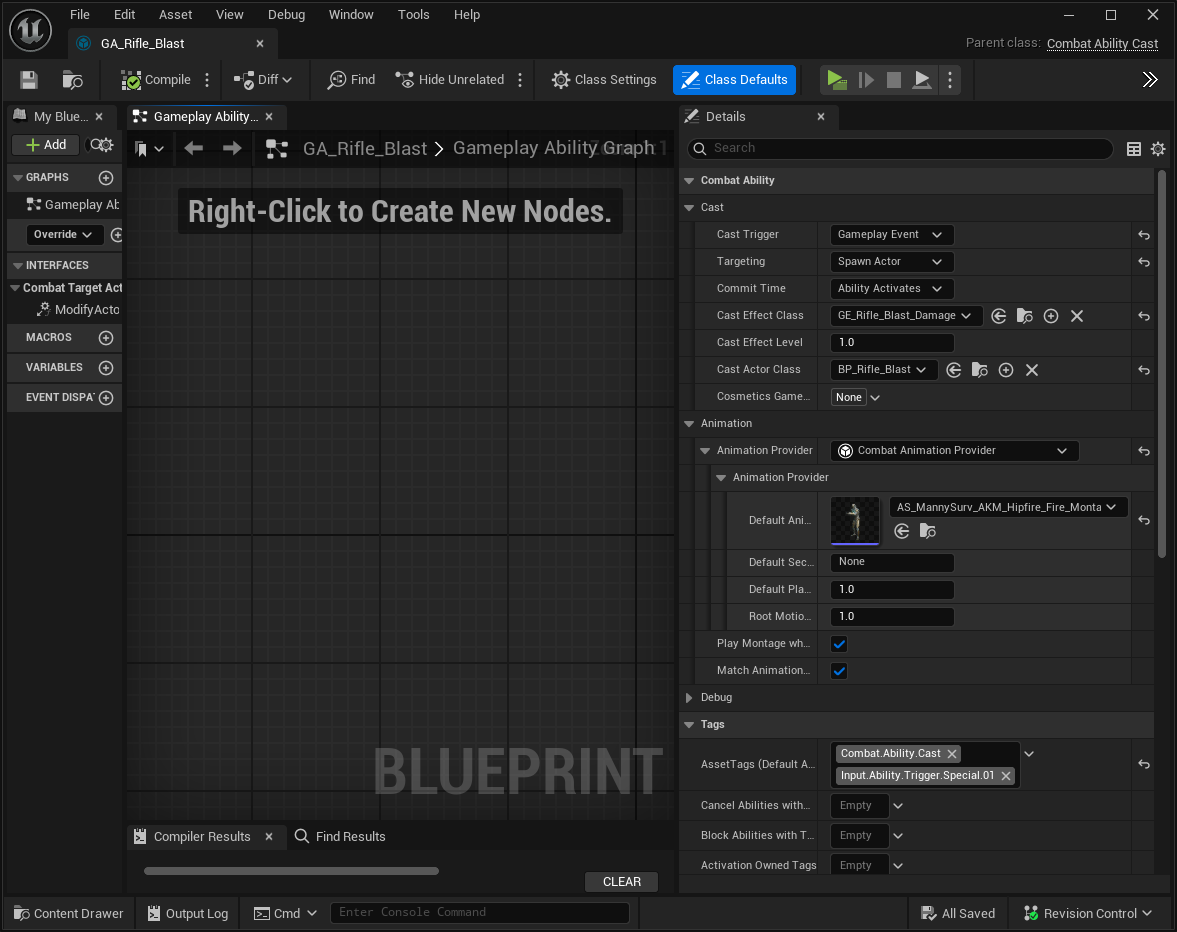 File Edit Asset View Debug Window Tools Help
GA_Rifle_Blast
Parent class: Combat Ability Cast
Compile Diff Find Hide Unrelated Class Settings Class Defaults
My Blue...
Add
GRAPHS
Gameplay Ab
Override
INTERFACES
Combat Target Act
ModifyActo
MACROS
VARIABLES
EVENT DISPAT
Gameplay Ability...
GA_Rifle_Blast > Gameplay Ability Graph
Right-Click to Create New Nodes.
BLUEPRINT
Compiler Results Find Results
CLEAR
Details
Search
Combat Ability
Cast
Cast Trigger Gameplay Event
Targeting Spawn Actor
Commit Time Ability Activates
Cast Effect Class GE_Rifle_Blast_Damage
Cast Effect Level 1.0
Cast Actor Class BP_Rifle_Blast
Cosmetics Game... None
Animation
Animation Provider Combat Animation Provider
Animation Provider
Default Ani... AS_MannySurv_AKM_Hipfire_Fire_Monta
Default Sec... None
Default Pla... 1.0
Root Motio... 1.0
Play Montage wh...
Match Animation...
Debug
Tags
AssetTags (Default A... Combat.Ability.Cast
Input.Ability.Trigger.Special.01
Cancel Abilities with... Empty
Block Abilities with T... Empty
Activation Owned Tags Empty
Content Drawer Output Log Cmd Enter Console Command All Saved Revision Control